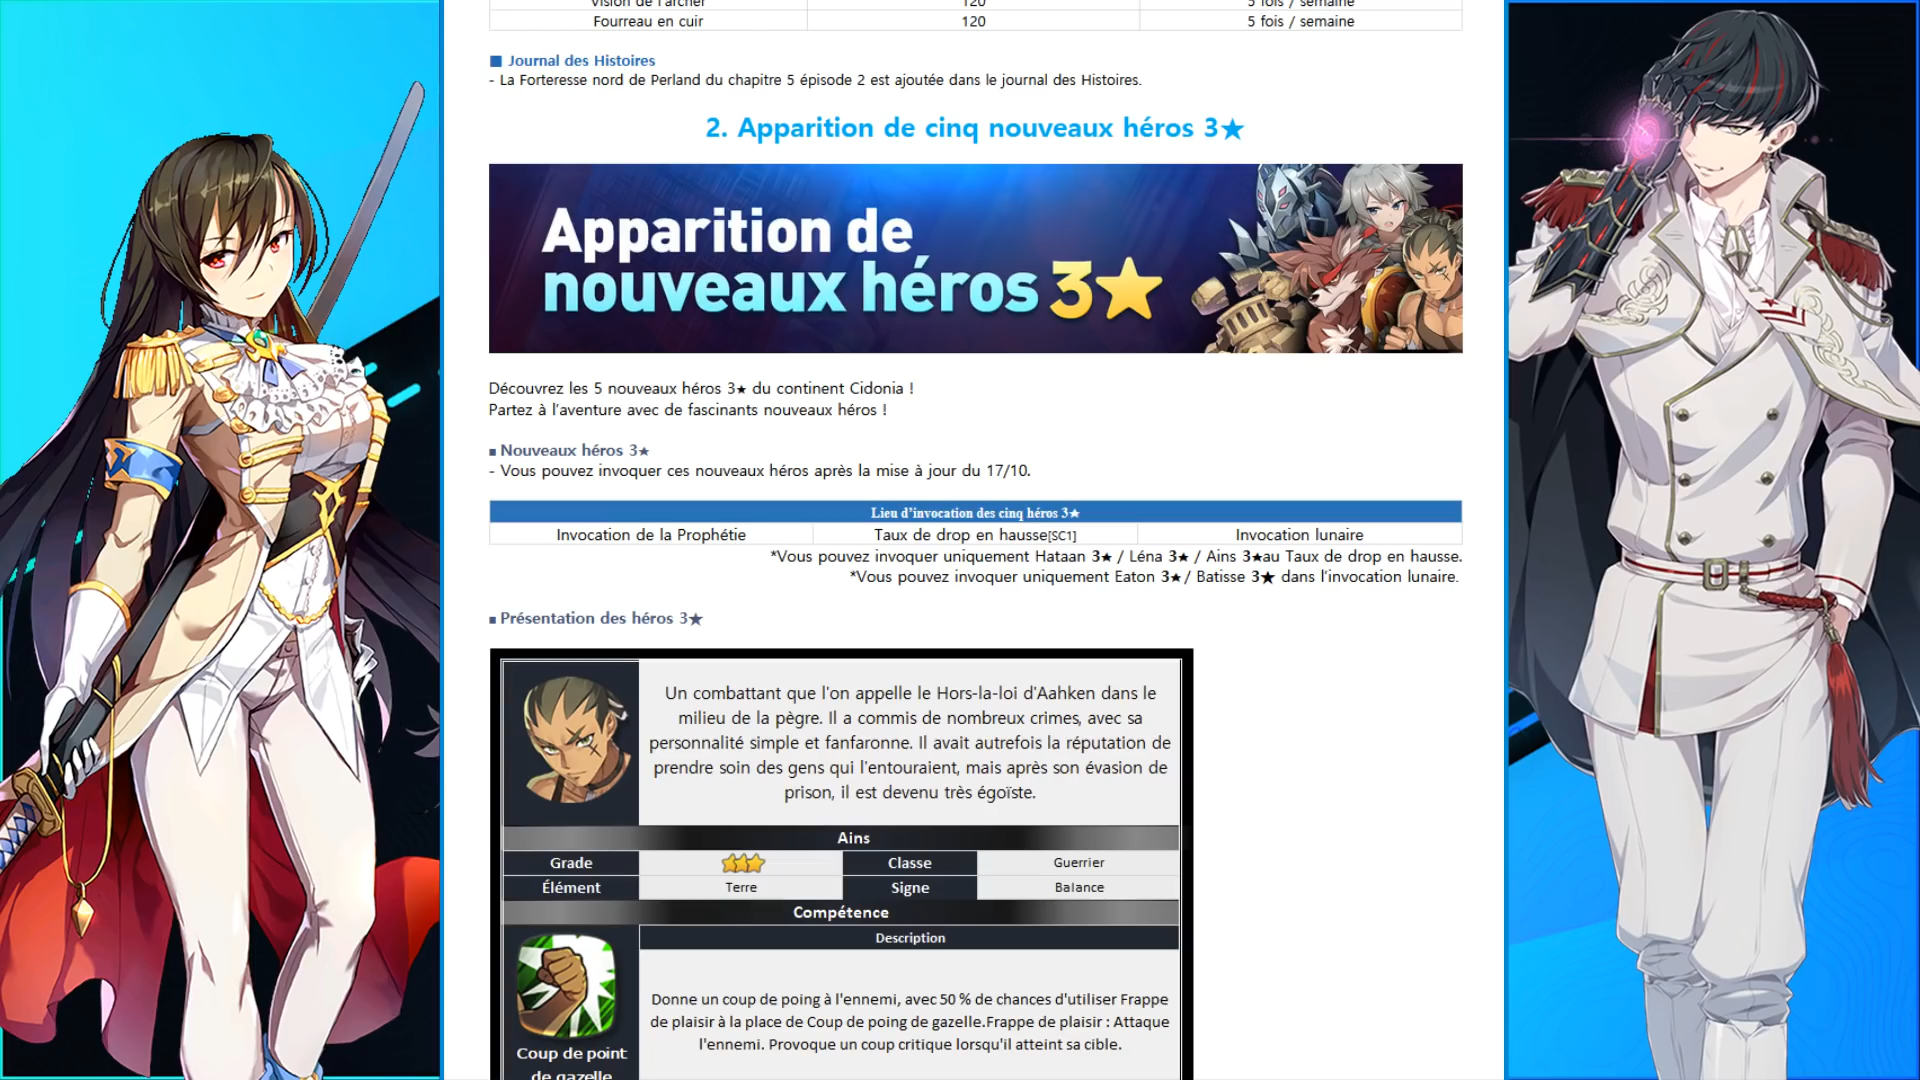 Vision de l'archer 120 5 fois / semaine
Fourreau en cuir 120 5 fois / semaine
■ Journal des Histoires
- La Forteresse nord de Perland du chapitre 5 épisode 2 est ajoutée dans le journal des Histoires.
2. Apparition de cinq nouveaux héros 3★
Apparition de
nouveaux héros 3★
Découvrez les 5 nouveaux héros 3★ du continent Cidonia !
Partez à l'aventure avec de fascinants nouveaux héros !
■ Nouveaux héros 3★
- Vous pouvez invoquer ces nouveaux héros après la mise à jour du 17/10.
Lieu d'invocation des cinq héros 3★
Invocation de la Prophétie Taux de drop en hausse[SC1] Invocation lunaire
*Vous pouvez invoquer uniquement Hataan 3★ / Léna 3★ / Ains 3★au Taux de drop en hausse.
*Vous pouvez invoquer uniquement Eaton 3★/ Batisse 3★ dans l'invocation lunaire.
■ Présentation des héros 3★
Un combattant que l'on appelle le Hors-la-loi d'Aahken dans le
milieu de la pègre. Il a commis de nombreux crimes, avec sa
personnalité simple et fanfaronne. Il avait autrefois la réputation de
prendre soin des gens qui l'entouraient, mais après son évasion de
prison, il est devenu très égoïste.
Ains
Grade ★★★ Classe Guerrier
Élément Terre Signe Balance
Compétence
Description
Donne un coup de poing à l'ennemi, avec 50 % de chances d'utiliser Frappe
de plaisir à la place de Coup de poing de gazelle.Frappe de plaisir : Attaque
l'ennemi. Provoque un coup critique lorsqu'il atteint sa cible.
Coup de point
de gazelle